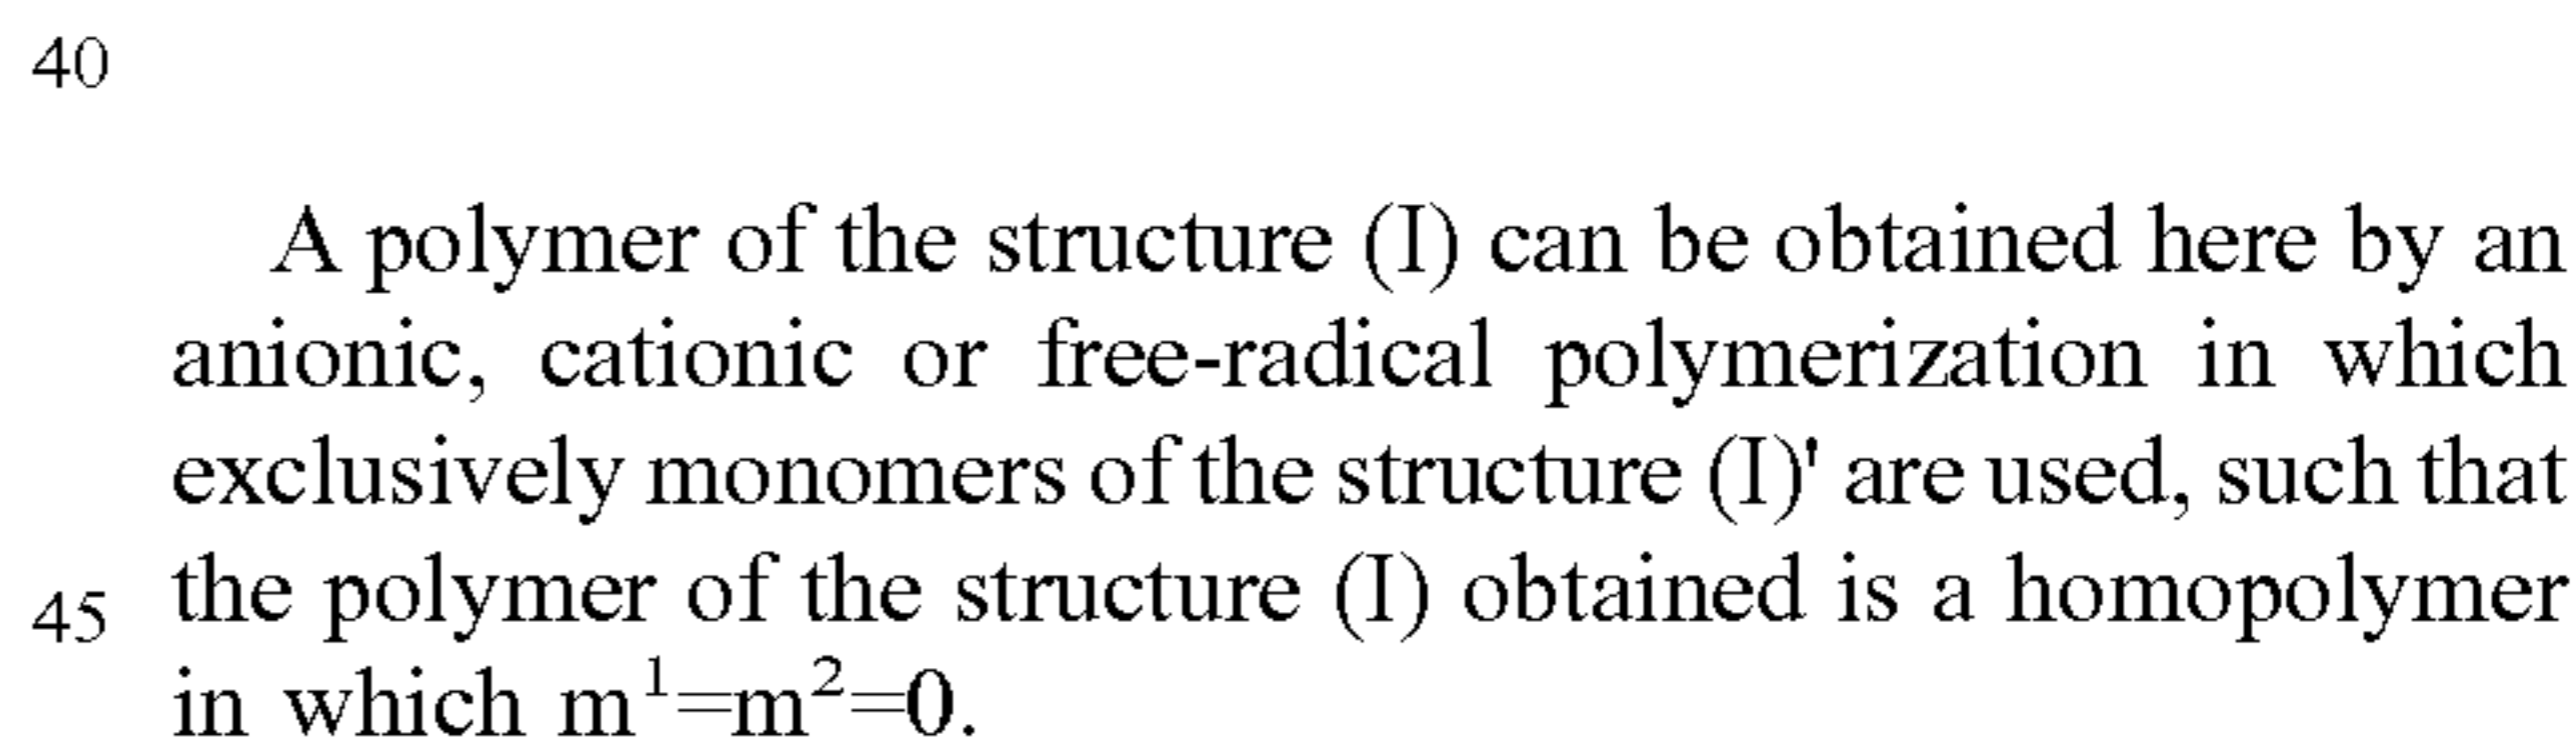 40
A polymer of the structure (I) can be obtained here by an
anionic, cationic or free-radical polymerization in which
exclusively monomers of the structure (I)' are used, such that
45 the polymer of the structure (I) obtained is a homopolymer
in which m¹=m²=0.